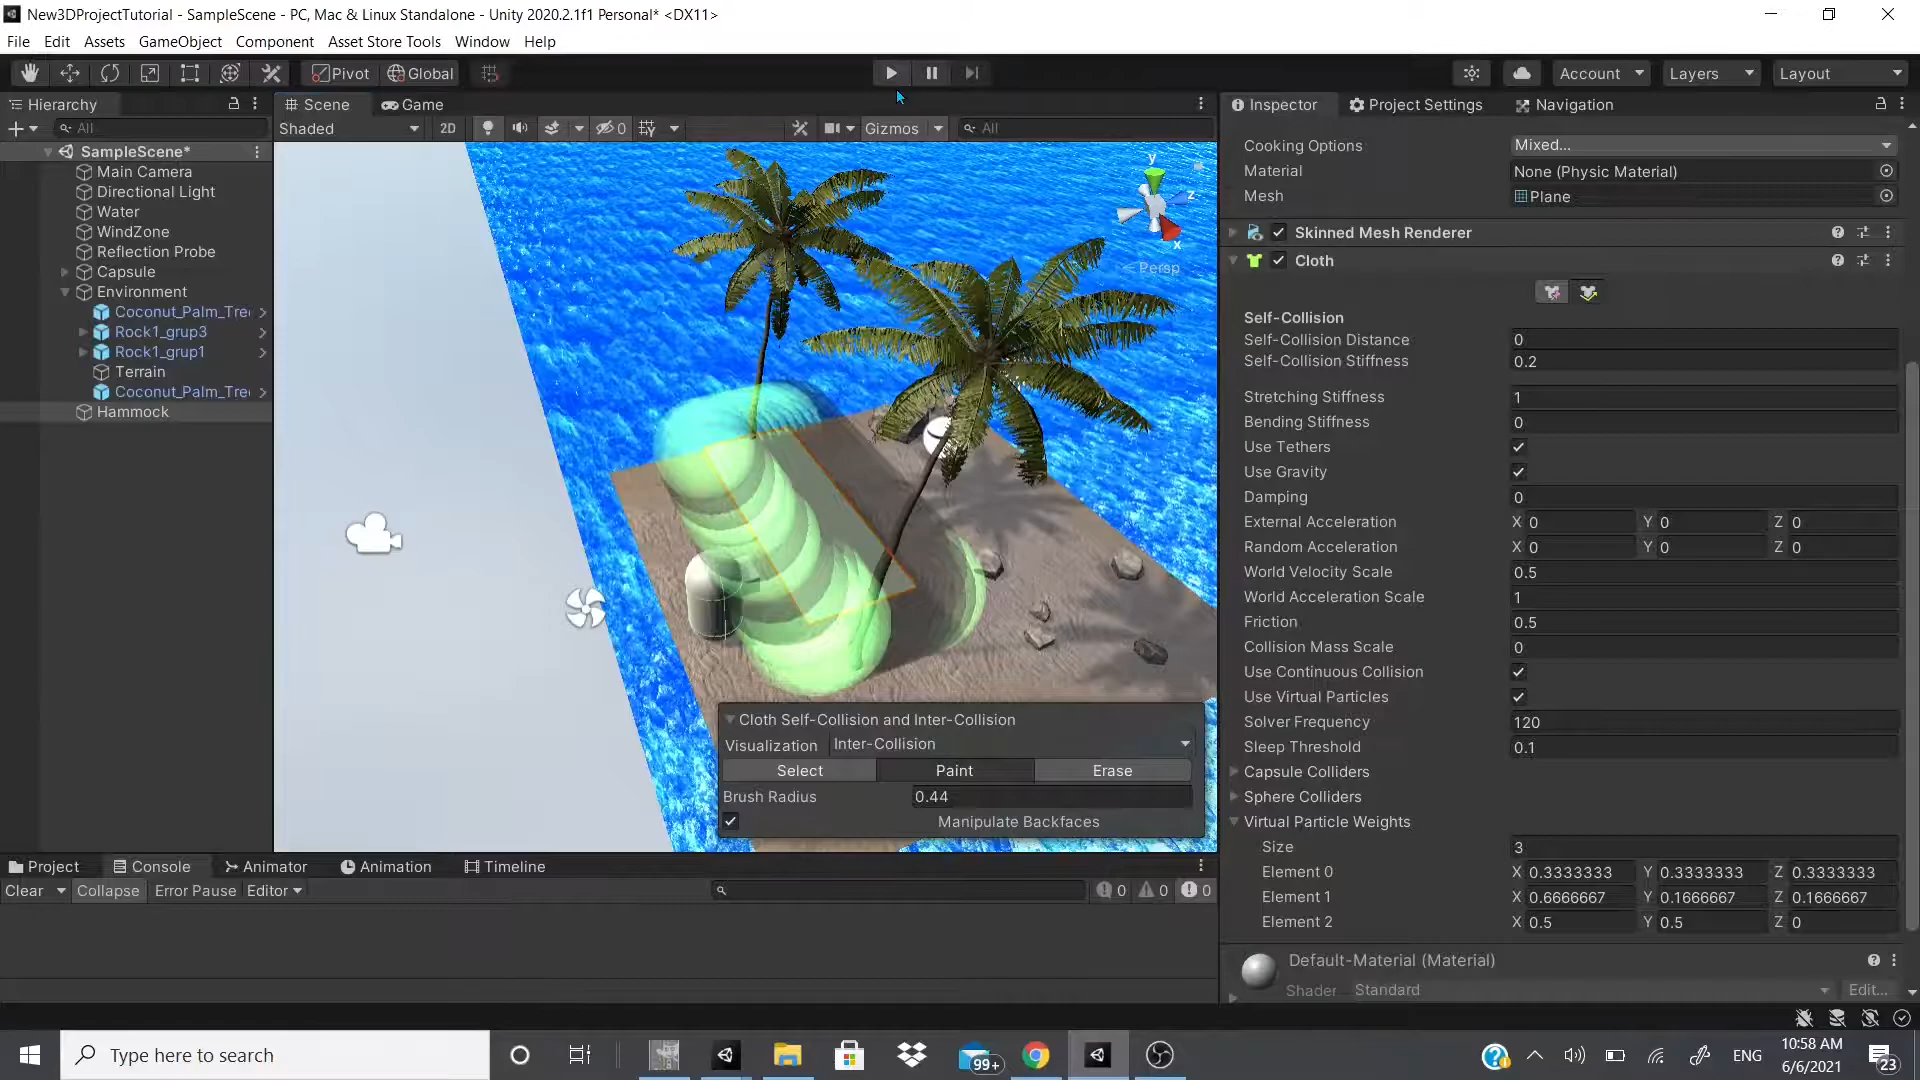 New3DProjectTutorial - SampleScene - PC, Mac & Linux Standalone - Unity 2020.2.1f1 Personal* <DX11>
File Edit Assets GameObject Component Asset Store Tools Window Help
Pivot Global Account Layers Layout
Hierarchy
All
SampleScene*
Main Camera
Directional Light
Water
WindZone
Reflection Probe
Capsule
Environment
Coconut_Palm_Tre
Rock1_grup3
Rock1_grup1
Terrain
Coconut_Palm_Tre
Hammock
Scene Game
Shaded 2D 0 Gizmos All
y
z
x
Persp
Cloth Self-Collision and Inter-Collision
Visualization Inter-Collision
Select Paint Erase
Brush Radius 0.44
Manipulate Backfaces
Project Console Animator Animation Timeline
Clear Collapse Error Pause Editor 0 0 0
Inspector Project Settings Navigation
Cooking Options Mixed...
Material None (Physic Material)
Mesh Plane
Skinned Mesh Renderer
Cloth
Self-Collision
Self-Collision Distance 0
Self-Collision Stiffness 0.2
Stretching Stiffness 1
Bending Stiffness 0
Use Tethers
Use Gravity
Damping 0
External Acceleration X 0 Y 0 Z 0
Random Acceleration X 0 Y 0 Z 0
World Velocity Scale 0.5
World Acceleration Scale 1
Friction 0.5
Collision Mass Scale 0
Use Continuous Collision
Use Virtual Particles
Solver Frequency 120
Sleep Threshold 0.1
Capsule Colliders
Sphere Colliders
Virtual Particle Weights
Size 3
Element 0 X 0.3333333 Y 0.3333333 Z 0.3333333
Element 1 X 0.6666667 Y 0.1666667 Z 0.1666667
Element 2 X 0.5 Y 0.5 Z 0
Default-Material (Material)
Shader Standard Edit...
Type here to search
99+
ENG
10:58 AM
6/6/2021
23